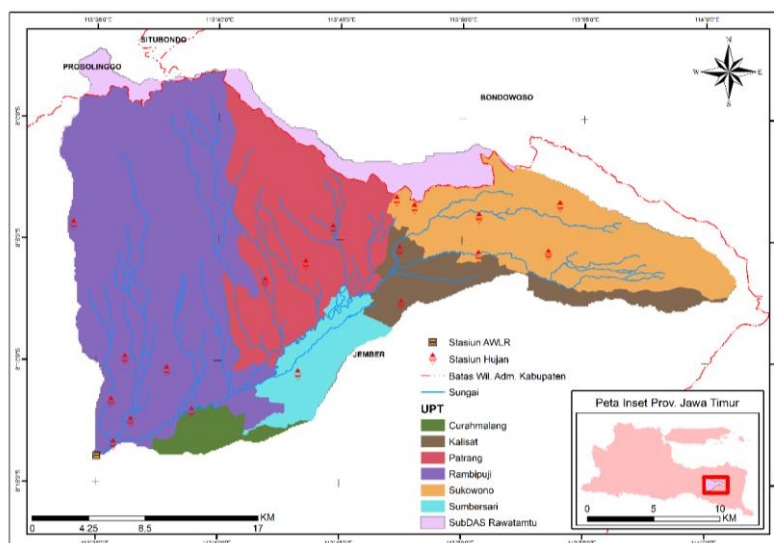 SITUBONDO
PROBOLINGGO
BONDOWOSO
N
W E
S
JEMBER
Stasiun AWLR
Stasiun Hujan
Batas Wil. Adm. Kabupaten
Sungai
UPT
Curahmalang
Kalisat
Patrang
Rambipuji
Sukowono
Sumbersari
SubDAS Rawatamtu
Peta Inset Prov. Jawa Timur
KM
0 5 10
KM
0 4.25 8.5 17